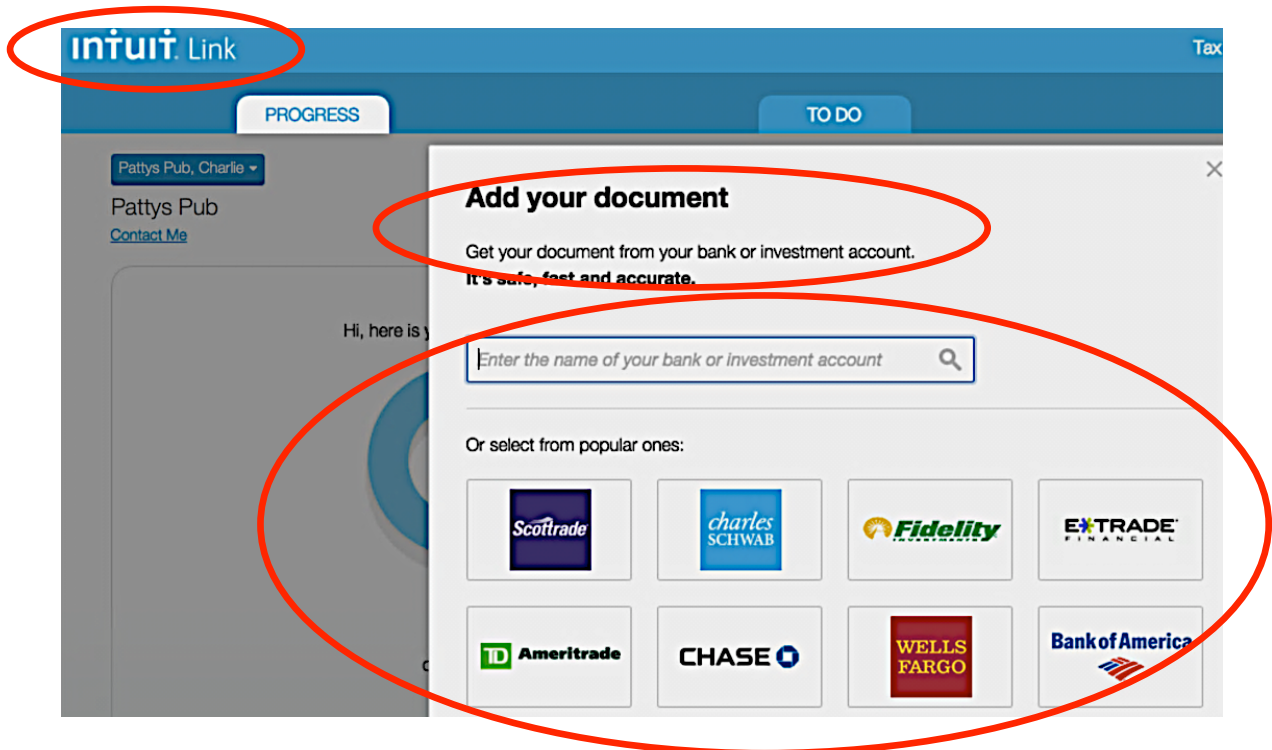 ıntuıt. Link
Tax
PROGRESS
TO DO
Pattys Pub, Charlie
Pattys Pub
Contact Me
Hi, here is
Add your document
Get your document from your bank or investment account.
It's safe, fast and accurate.
Enter the name of your bank or investment account
Or select from popular ones:
Scottrade
charles
SCHWAB
Fidelity
INVESTMENTS
E*TRADE
FINANCIAL
TD Ameritrade
CHASE
WELLS
FARGO
Bank of America